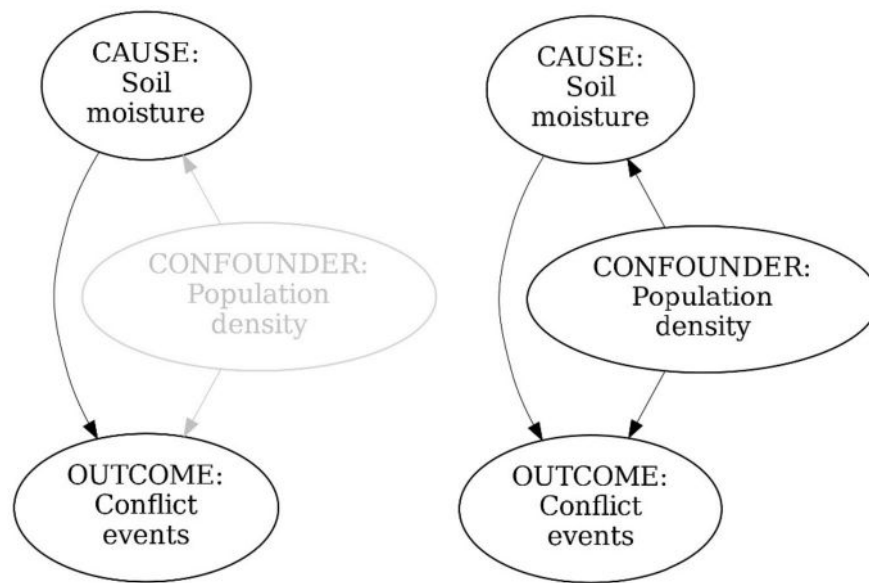 CAUSE:
Soil
moisture
CONFOUNDER:
Population
density
OUTCOME:
Conflict
events
CAUSE:
Soil
moisture
CONFOUNDER:
Population
density
OUTCOME:
Conflict
events